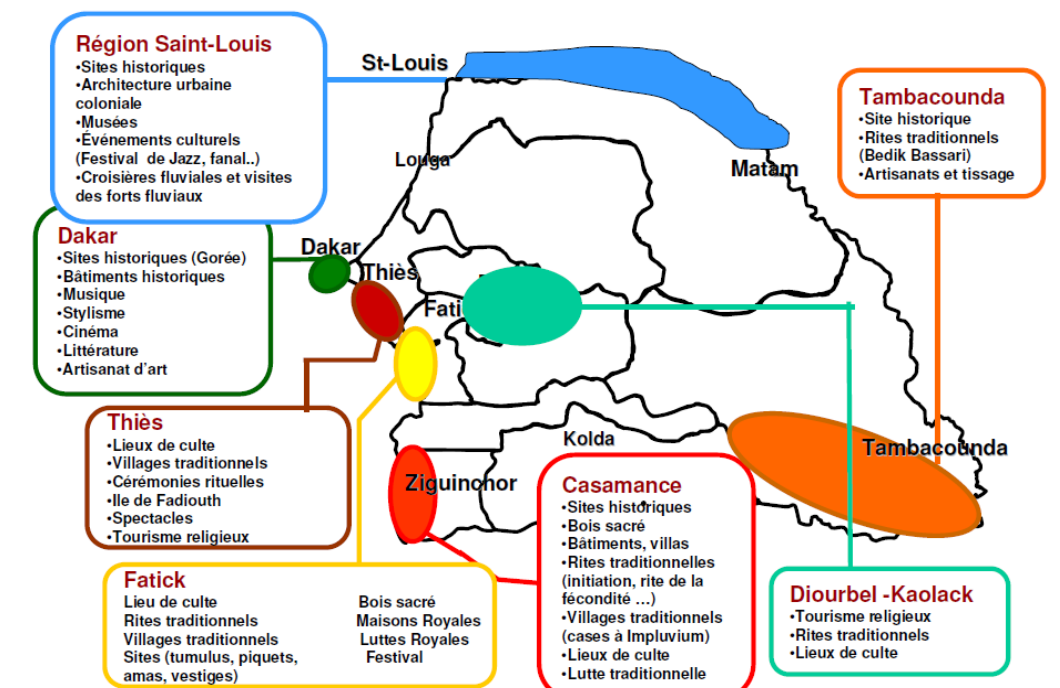 Région Saint-Louis
•Sites historiques
•Architecture urbaine
coloniale
•Musées
•Événements culturels
(Festival de Jazz, fanal..)
•Croisières fluviales et visites
des forts fluviaux
St-Louis
Louga
Matam
Tambacounda
•Site historique
•Rites traditionnels
(Bedik Bassari)
•Artisanats et tissage
Dakar
•Sites historiques (Gorée)
•Bâtiments historiques
•Musique
•Stylisme
•Cinéma
•Littérature
•Artisanat d'art
Dakar
Thiès
Fati
Thiès
•Lieux de culte
•Villages traditionnels
•Cérémonies rituelles
•Ile de Fadiouth
•Spectacles
•Tourisme religieux
Kolda
Ziguinchor
Tambacounda
Fatick
Lieu de culte
Rites traditionnels
Villages traditionnels
Sites (tumulus, piquets,
amas, vestiges)
Bois sacré
Maisons Royales
Luttes Royales
Festival
Casamance
•Sites historiques
•Bois sacré
•Bâtiments, villas
•Rites traditionnelles
(initiation, rite de la
fécondité ...)
•Villages traditionnels
(cases à Impluvium)
•Lieux de culte
•Lutte traditionnelle
Diourbel -Kaolack
•Tourisme religieux
•Rites traditionnels
•Lieux de culte